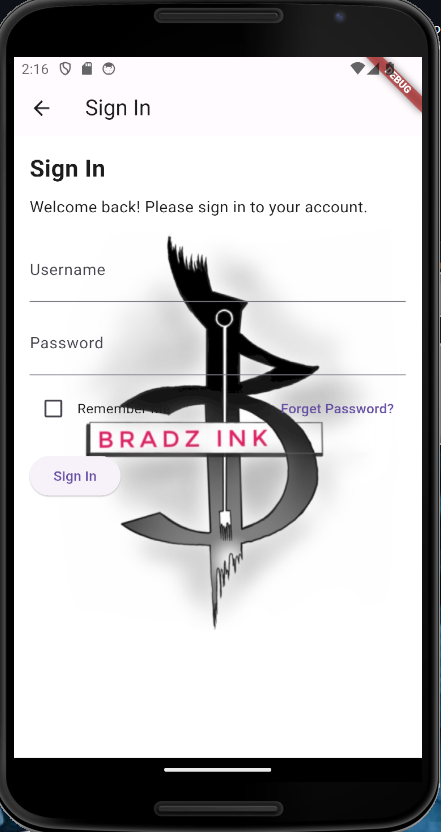 2:16
DEBUG
Sign In
Sign In
Welcome back! Please sign in to your account.
Username
Password
Remember Forget Password?
BRADZ INK
Sign In